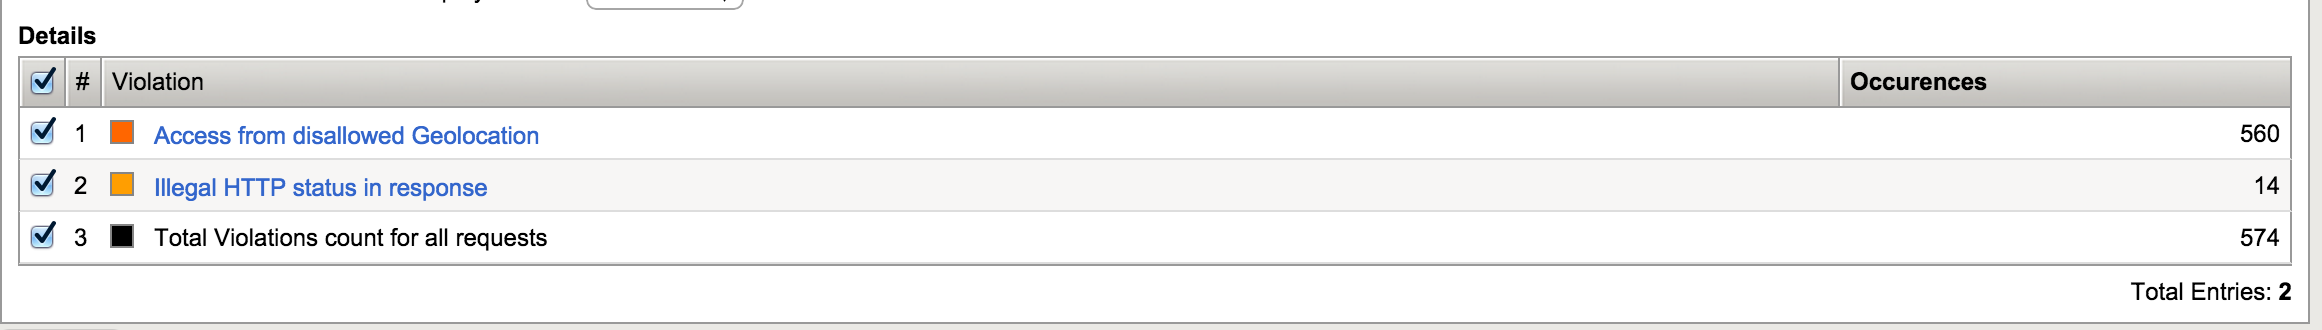 Details
# Violation Occurences
1 Access from disallowed Geolocation 560
2 Illegal HTTP status in response 14
3 Total Violations count for all requests 574
Total Entries: 2